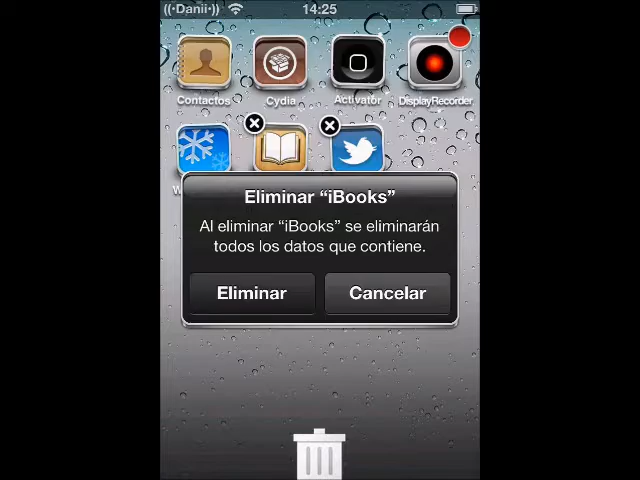 ((·Danii·)) 14:25
Contactos Cydia Activator DisplayRecorder
W
Eliminar “iBooks”
Al eliminar “iBooks” se eliminarán
todos los datos que contiene.
Eliminar Cancelar